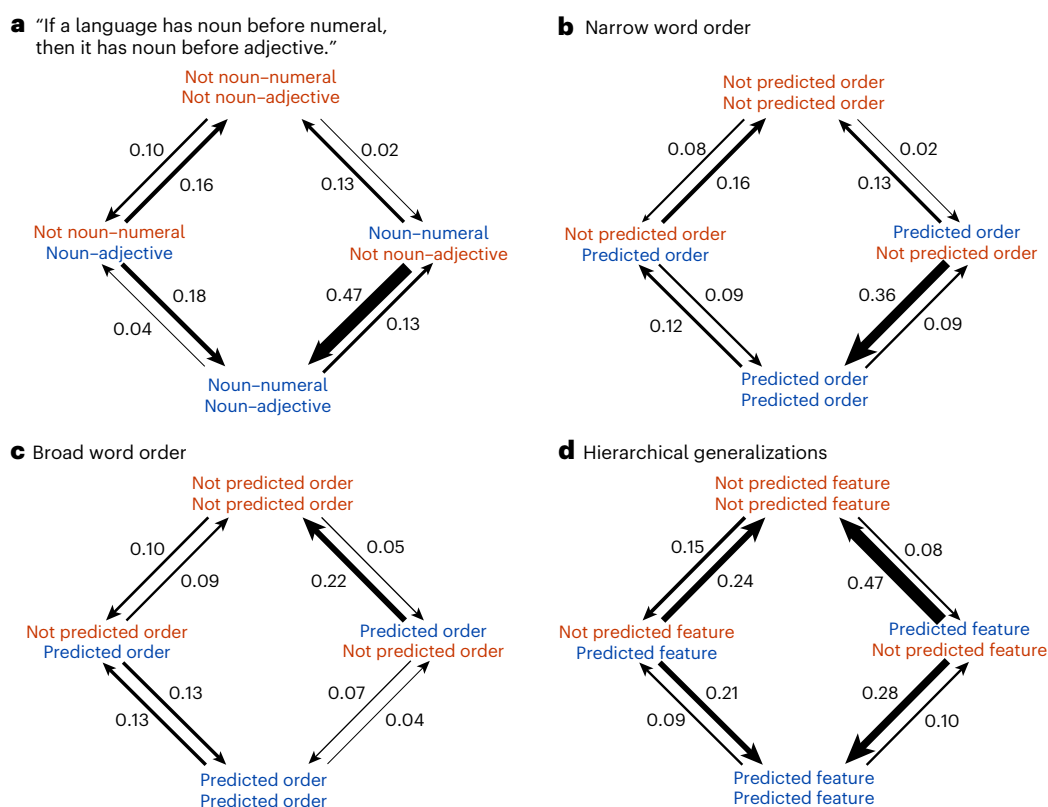 a "If a language has noun before numeral,
then it has noun before adjective."
Not noun–numeral
Not noun–adjective
0.10
0.16
0.02
0.13
Not noun–numeral
Noun–adjective
Noun–numeral
Not noun–adjective
0.18
0.04
0.47
0.13
Noun–numeral
Noun–adjective
b Narrow word order
Not predicted order
Not predicted order
0.08
0.16
0.02
0.13
Not predicted order
Predicted order
Predicted order
Not predicted order
0.09
0.12
0.36
0.09
Predicted order
Predicted order
c Broad word order
Not predicted order
Not predicted order
0.10
0.09
0.05
0.22
Not predicted order
Predicted order
Predicted order
Not predicted order
0.13
0.13
0.07
0.04
Predicted order
Predicted order
d Hierarchical generalizations
Not predicted feature
Not predicted feature
0.15
0.24
0.08
0.47
Not predicted feature
Predicted feature
Predicted feature
Not predicted feature
0.21
0.09
0.28
0.10
Predicted feature
Predicted feature